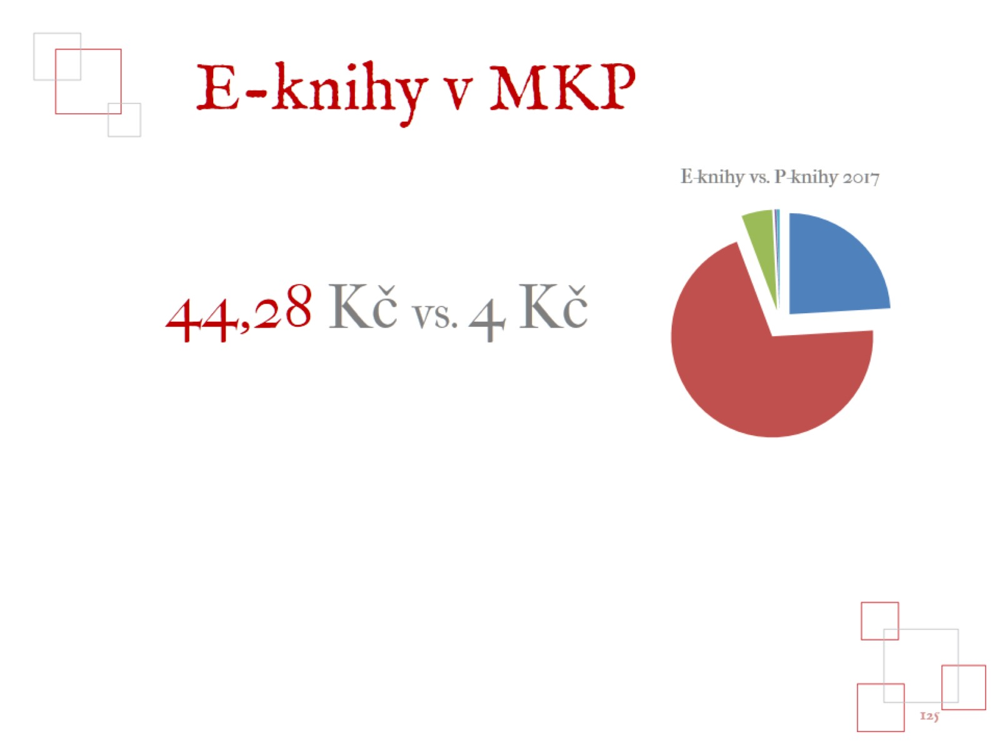 E-knihy v MKP
E-knihy vs. P-knihy 2017
44,28 Kč vs. 4 Kč
125